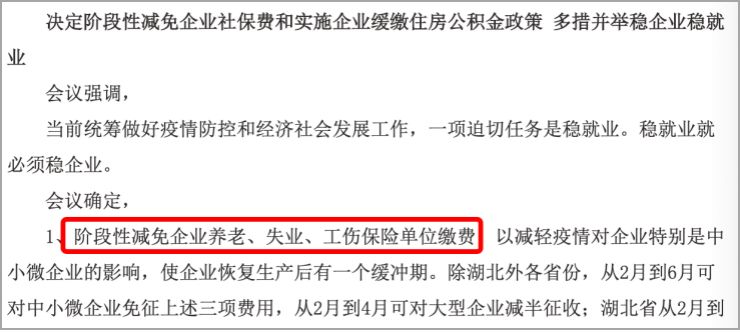 决定阶段性减免企业社保费和实施企业缓缴住房公积金政策 多措并举稳企业稳就
业
会议强调，
当前统筹做好疫情防控和经济社会发展工作，一项迫切任务是稳就业。稳就业就
必须稳企业。
会议确定，
1、阶段性减免企业养老、失业、工伤保险单位缴费 以减轻疫情对企业特别是中
小微企业的影响，使企业恢复生产后有一个缓冲期。除湖北外各省份，从2月到6月可
对中小微企业免征上述三项费用，从2月到4月可对大型企业减半征收；湖北省从2月到